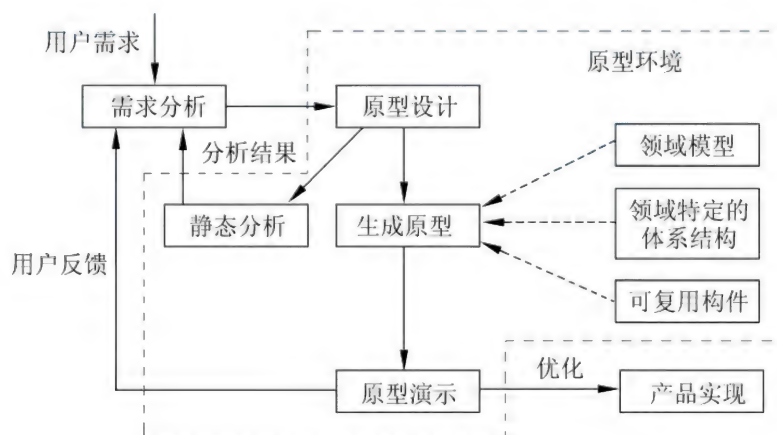 用户需求
原型环境
需求分析
原型设计
分析结果
领域模型
静态分析
生成原型
领域特定的
体系结构
用户反馈
可复用构件
优化
原型演示
产品实现